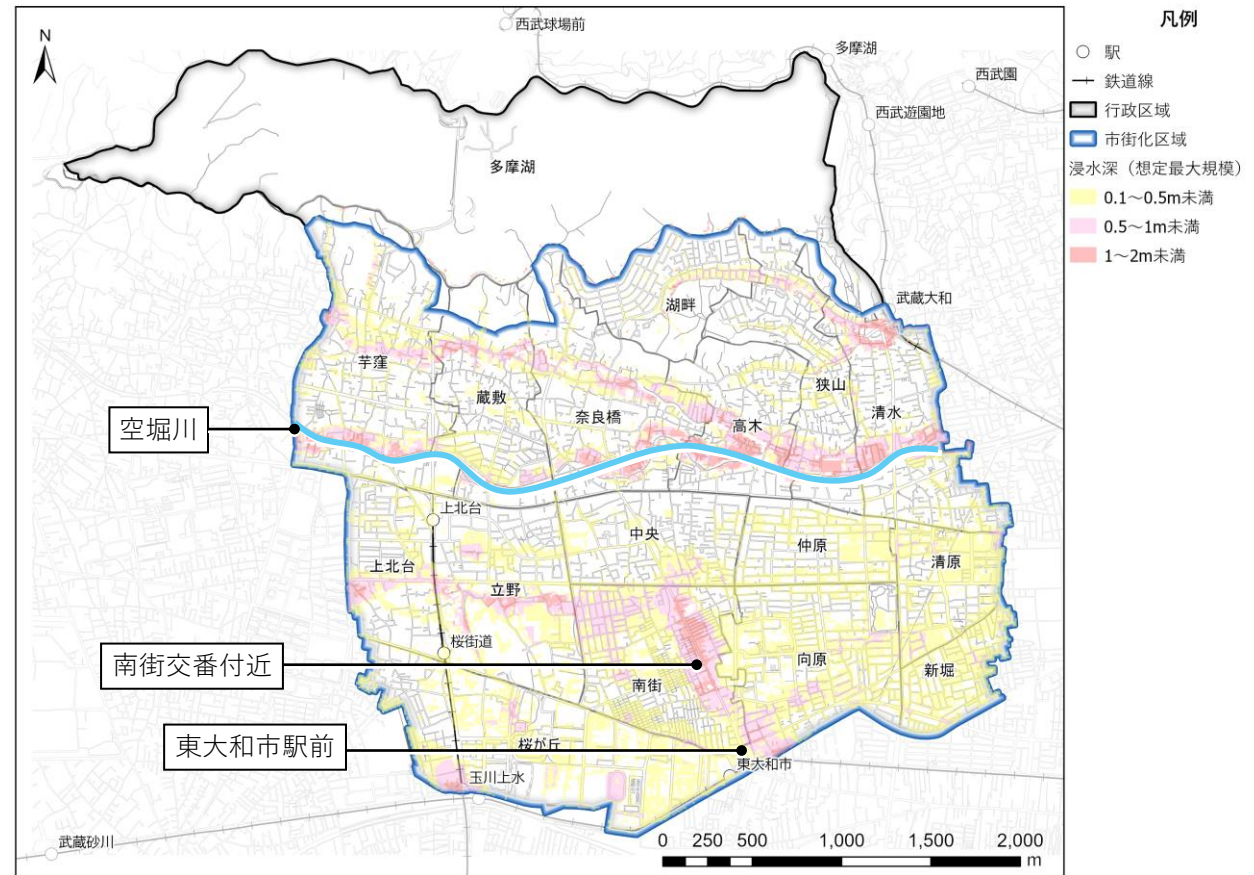 西武球場前
N
多摩湖
西武園
西武遊園地
多摩湖
武蔵大和
湖畔
芋窪
狭山
蔵敷
清水
奈良橋
高木
空堀川
上北台
中央
仲原
清原
上北台
立野
桜街道
向原
新堀
南街交番付近
南街
東大和市駅前
桜が丘
東大和市
玉川上水
武蔵砂川
0 250 500 1,000 1,500 2,000
m
凡例
駅
鉄道線
行政区域
市街化区域
浸水深（想定最大規模）
0.1～0.5m未満
0.5～1m未満
1～2m未満